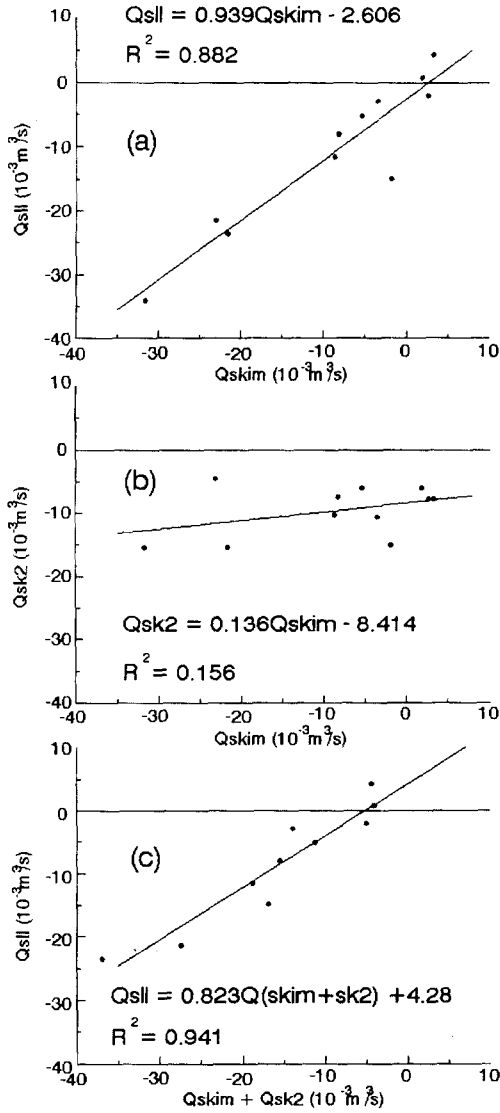 Qsll = 0.939Qskim - 2.606
R² = 0.882
10
0
-10
-20
-30
-40
Qsll (10⁻³m³/s)
(a)
-40 -30 -20 -10 0 10
Qskim (10⁻³m³/s)
10
0
-10
-20
-30
-40
Qsk2 (10⁻³m³/s)
(b)
Qsk2 = 0.136Qskim - 8.414
R² = 0.156
-40 -30 -20 -10 0 10
Qskim (10⁻³m³/s)
10
0
-10
-20
-30
-40
Qsll (10⁻³m³/s)
(c)
Qsll = 0.823Q(skim+sk2) +4.28
R² = 0.941
-40 -30 -20 -10 0 10
Qskim + Qsk2 (10⁻³m³/s)